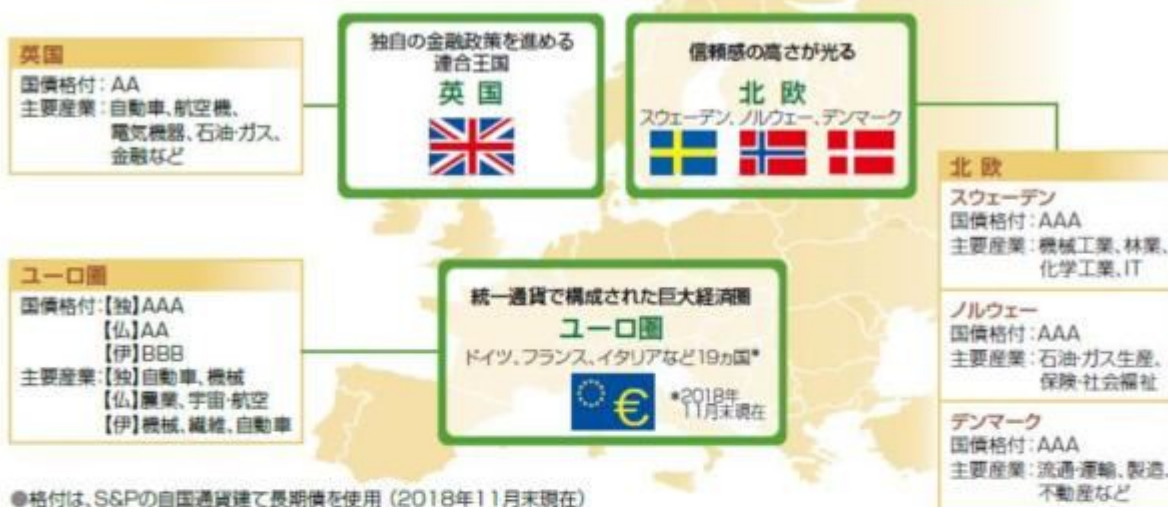 英国
国債格付：AA
主要産業：自動車、航空機、
電気機器、石油・ガス、
金融など
独自の金融政策を進める
連合王国
英国
信頼感の高さが光る
北欧
スウェーデン、ノルウェー、デンマーク
北欧
スウェーデン
国債格付：AAA
主要産業：機械工業、林業、
化学工業、IT
ノルウェー
国債格付：AAA
主要産業：石油・ガス生産、
保険・社会福祉
デンマーク
国債格付：AAA
主要産業：流通・運輸、製造、
不動産など
ユーロ圏
国債格付：【独】AAA
【仏】AA
【伊】BBB
主要産業：【独】自動車、機械
【仏】農業、宇宙・航空
【伊】機械、繊維、自動車
統一通貨で構成された巨大経済圏
ユーロ圏
ドイツ、フランス、イタリアなど19ヵ国*
€
*2018年
11月末現在
●格付は、S&Pの自国通貨建て長期債を使用（2018年11月末現在）